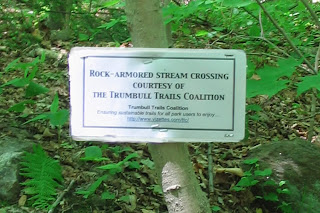 Rock-armored stream crossing
courtesy of
the Trumbull Trails Coalition
Trumbull Trails Coalition
Ensuring sustainable trails for all park users to enjoy...